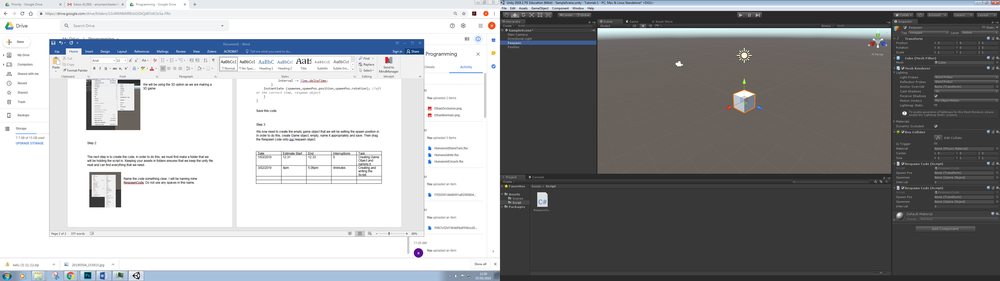 Priority - Google Drive
Inbox (6,260) - amymanchester4
Programming - Google Drive
https://drive.google.com/drive/folders/1JivWKNMifRIUsI2GhQd6YztCtc5a-FRn
Drive
Search Drive
New
My Drive
Computers
Shared with me
Recent
Starred
Trash
Backups
Storage
7.7 GB of 15 GB used
UPGRADE STORAGE
My Drive > Programming
Document1 - Word
File Home Insert Design Layout References Mailings Review View Zotero ACROBAT Tell me what you want to do... Sign in Share
Paste
Cut
Copy
Format Painter
Clipboard
Arial 11
Font
Paragraph
AaBbCcI AaBbCcI AaBbC AaBbCcI AaB AaBbCcD AaBbCcI
¶ Normal ¶ No Spac... Heading 1 Heading 2 Title Subtitle Subtle Em...
Styles
Find
Replace
Select
Editing
Send to
MindManager
Mindjet
We will be using the 3D option as we are making a
3D game.
Step 2:
The next step is to create the code, in order to do this, we must first make a folder that we
will be holding the script in. Keeping your assets in folders ensures that we keep the unity file
neat and can find everything that we need.
Name the code something clear, I will be naming mine
RespawnCode. Do not use any spaces in this name.
interval -= Time.deltaTime;
}
Instantiate (spawnee,spawnPos.position,spawnPos.rotation); //aft
er the correct time, respawn object
}
}
Save this code.
Step 3:
We now need to create the empty game object that we will be setting the spawn position in.
In order to do this, create Game object, empty, name it appropriately and save. Then drag
the Respawn code onto our respawn object.
Date Estimate Start End Interruptions Task
1/03/2019 12.31 12.33 0 Creating Game
Object and
naming it.
3/02/2019 4pm 5.06pm 4minutes Creating and
writing the
Script.
Page 2 of 2 377 words
80%
Programming
Details Activity
M
You uploaded 2 items
EthanOcclusion.png
EthanNormals.png
M
You uploaded 3 items
HumanoidStandTurn.fbx
HumanoidIdle.fbx
HumanoidCrouch.fbx
M
You uploaded an item
f70555f144d8491a825f0804...
M
You uploaded an item
f5f67c52d1564df4a8936ccd2...
11:20 AM
a
You uploaded an item
Aelu (3) (1) (1).zip
20190504_153815.jpg
Show all
12:59
07/05/2019
Unity 2018.2.7f1 Education (64bit) - SampleScene.unity - Tutorials 1 - PC, Mac & Linux Standalone* <DX11>
File Edit Assets GameObject Component Window Help
Center Global
Collab Account Layers Layout
Hierarchy
Create All
SampleScene*
Main Camera
Directional Light
Respawn
Position
Scene Game Asset Store
Shaded 2D Gizmos All
x z
Persp
Project Console
Create
Favorites
Assets
Scenes
Script
Packages
Assets ▸ Script
C#
RespawnCo...
Inspector
Respawn Static
Tag Untagged Layer Default
Transform
Position X 0 Y 0 Z 0
Rotation X 0 Y 0 Z 0
Scale X 1 Y 1 Z 1
Cube (Mesh Filter)
Mesh Cube
Mesh Renderer
Lighting
Light Probes Blend Probes
Reflection Probes Blend Probes
Anchor Override None (Transform)
Cast Shadows On
Receive Shadows
Motion Vectors Per Object Motion
Lightmap Static
To enable generation of lightmaps for this Mesh Renderer, please
enable the 'Lightmap Static' property.
Materials
Dynamic Occluded
Box Collider
Edit Collider
Is Trigger
Material None (Physic Material)
Center X 0 Y 0 Z 0
Size X 1 Y 1 Z 1
Respawn Code (Script)
Script RespawnCode
Spawn Pos None (Transform)
Spawnee None (Game Object)
Interval 0
Respawn Code (Script)
Script RespawnCode
Spawn Pos None (Transform)
Spawnee None (Game Object)
Interval 0
Default-Material
Shader Standard
Add Component